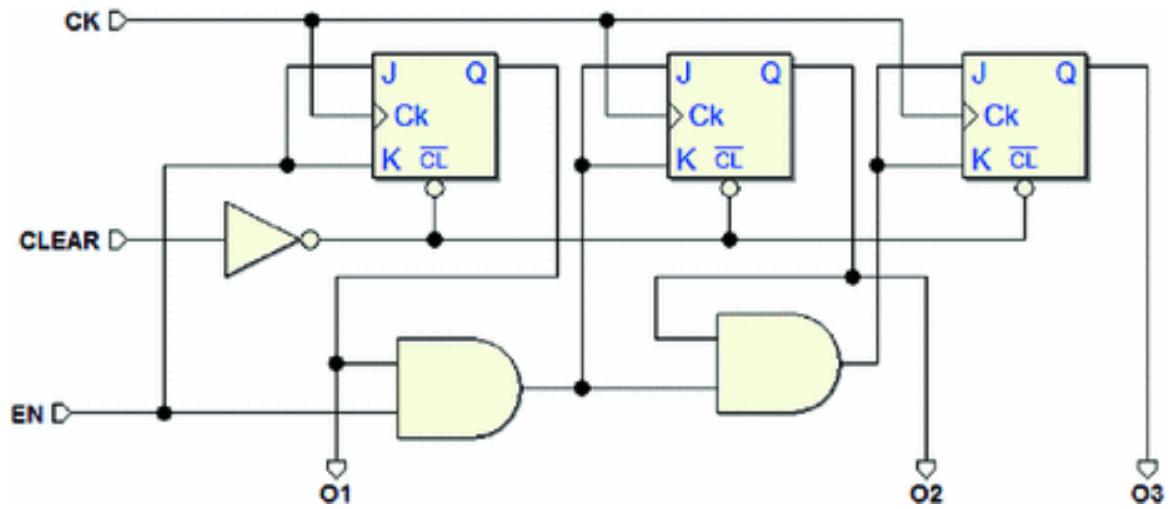 CK
J Q J Q J Q
Ck Ck Ck
K CL K CL K CL
CLEAR
EN
O1 O2 O3